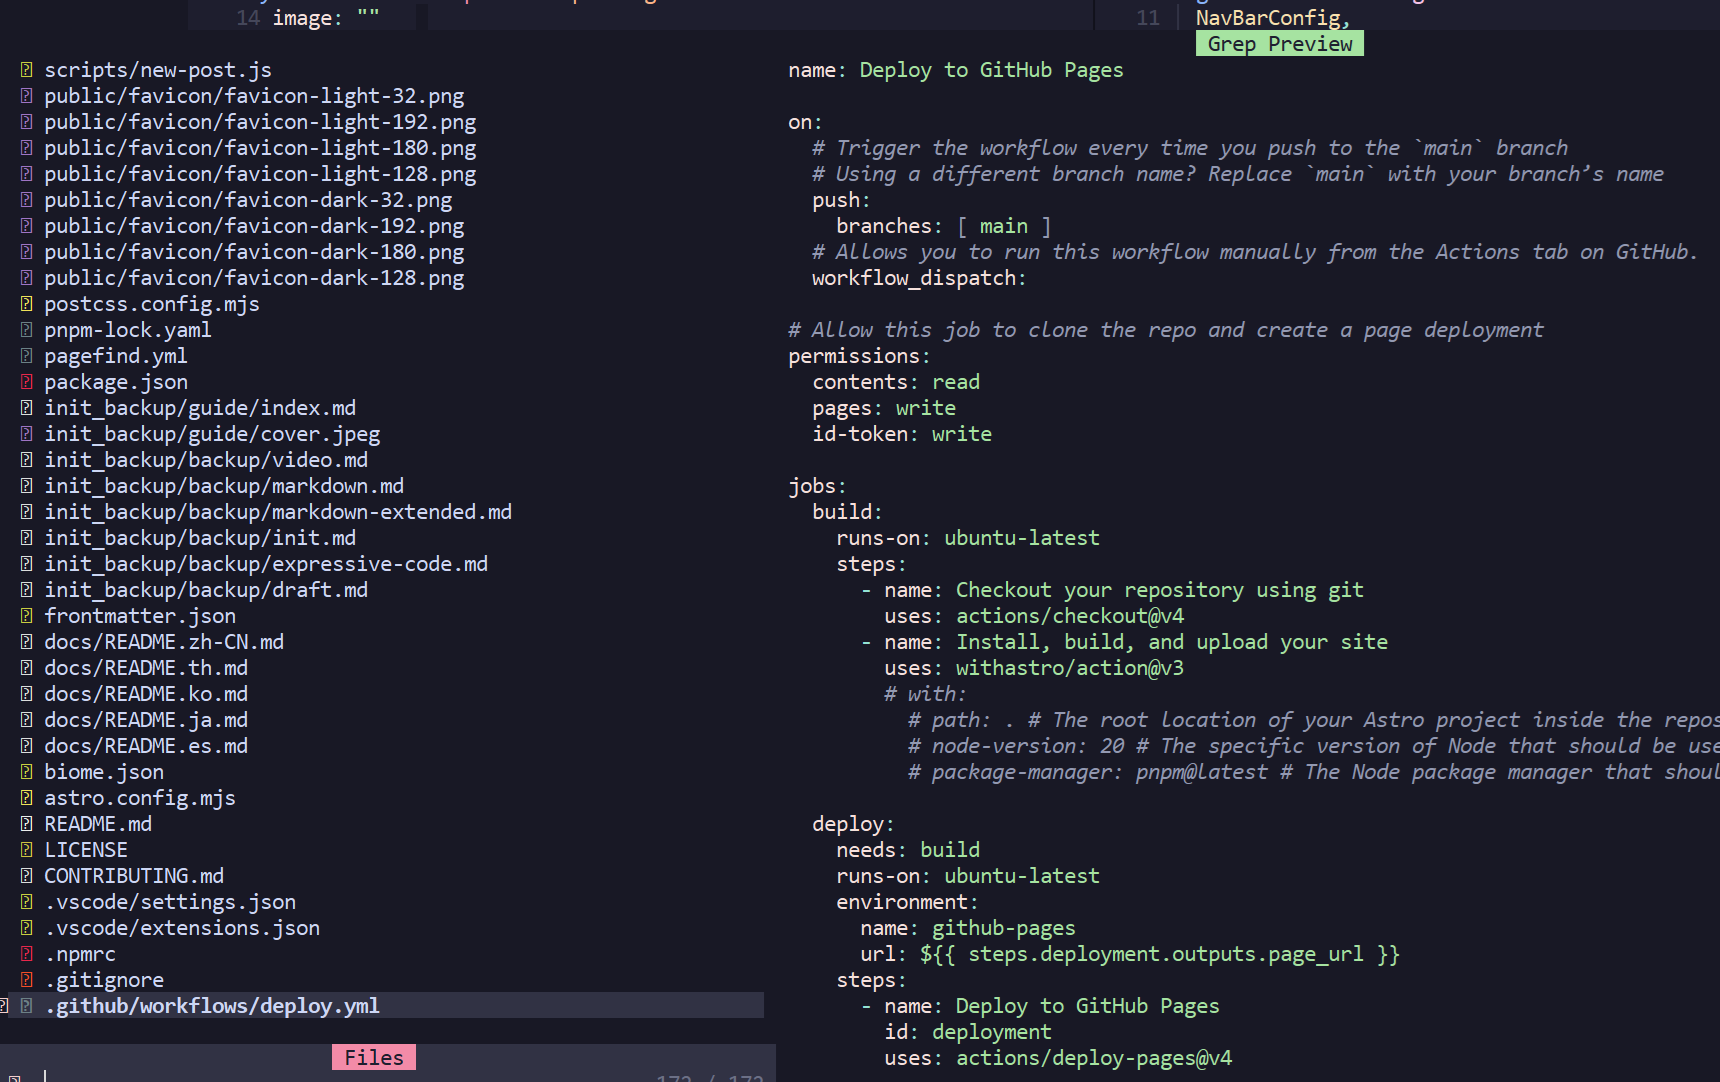 14 image: ""
11 NavBarConfig,
Grep Preview
scripts/new-post.js
public/favicon/favicon-light-32.png
public/favicon/favicon-light-192.png
public/favicon/favicon-light-180.png
public/favicon/favicon-light-128.png
public/favicon/favicon-dark-32.png
public/favicon/favicon-dark-192.png
public/favicon/favicon-dark-180.png
public/favicon/favicon-dark-128.png
postcss.config.mjs
pnpm-lock.yaml
pagefind.yml
package.json
init_backup/guide/index.md
init_backup/guide/cover.jpeg
init_backup/backup/video.md
init_backup/backup/markdown.md
init_backup/backup/markdown-extended.md
init_backup/backup/init.md
init_backup/backup/expressive-code.md
init_backup/backup/draft.md
frontmatter.json
docs/README.zh-CN.md
docs/README.th.md
docs/README.ko.md
docs/README.ja.md
docs/README.es.md
biome.json
astro.config.mjs
README.md
LICENSE
CONTRIBUTING.md
.vscode/settings.json
.vscode/extensions.json
.npmrc
.gitignore
.github/workflows/deploy.yml
Files
name: Deploy to GitHub Pages
on:
# Trigger the workflow every time you push to the `main` branch
# Using a different branch name? Replace `main` with your branch’s name
push:
branches: [ main ]
# Allows you to run this workflow manually from the Actions tab on GitHub.
workflow_dispatch:
# Allow this job to clone the repo and create a page deployment
permissions:
contents: read
pages: write
id-token: write
jobs:
build:
runs-on: ubuntu-latest
steps:
- name: Checkout your repository using git
uses: actions/checkout@v4
- name: Install, build, and upload your site
uses: withastro/action@v3
# with:
# path: . # The root location of your Astro project inside the repos
# node-version: 20 # The specific version of Node that should be use
# package-manager: pnpm@latest # The Node package manager that shoul
deploy:
needs: build
runs-on: ubuntu-latest
environment:
name: github-pages
url: ${{ steps.deployment.outputs.page_url }}
steps:
- name: Deploy to GitHub Pages
id: deployment
uses: actions/deploy-pages@v4